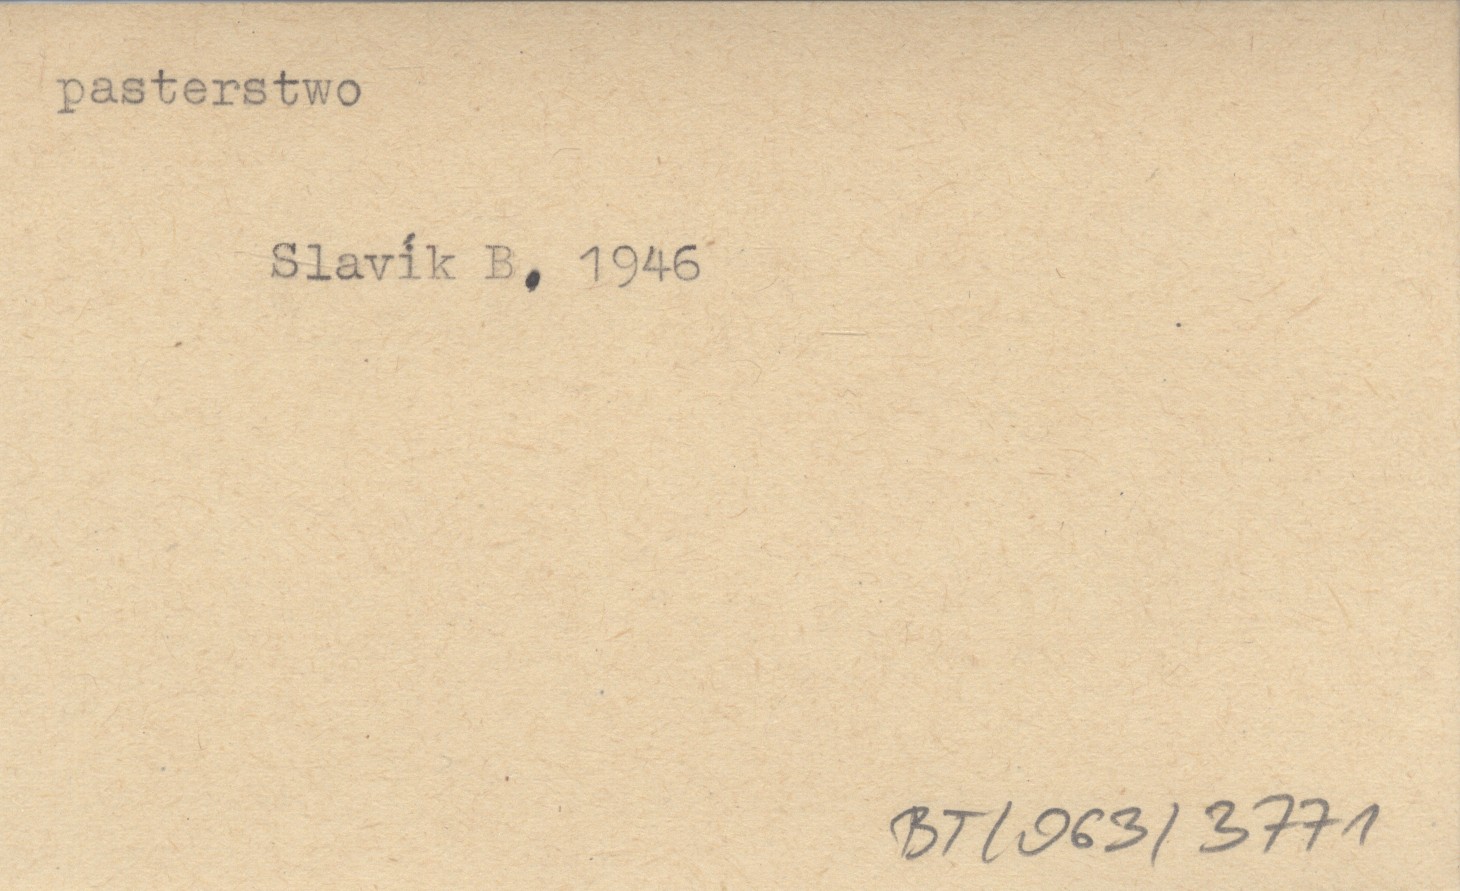 pasterstwo
Slavík B. 1946
BT/063/3771